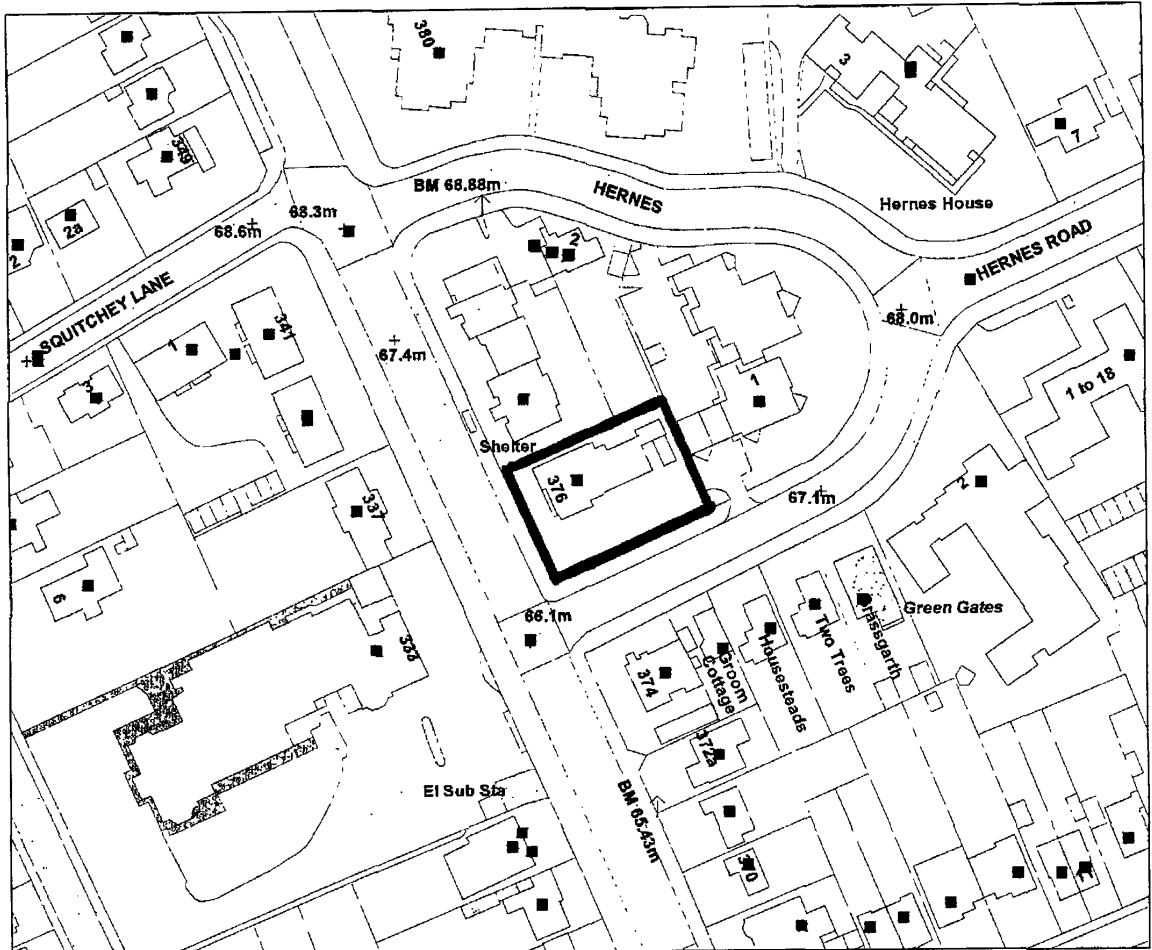 380
3
7
349
BM 68.88m
HERNES
Hernes House
2a
68.6m
68.3m
2
2
HERNES ROAD
SQUITCHEY LANE
68.0m
341
1
67.4m
3
1
1 to 18
Shelter
376
337
67.1m
2
6
66.1m
Green Gates
374
Groom
Cottage
Housesteads
Two Trees
372a
El Sub Sta
BM 65.43m
370